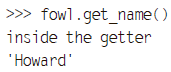 >>> fowl.get_name()
inside the getter
'Howard'